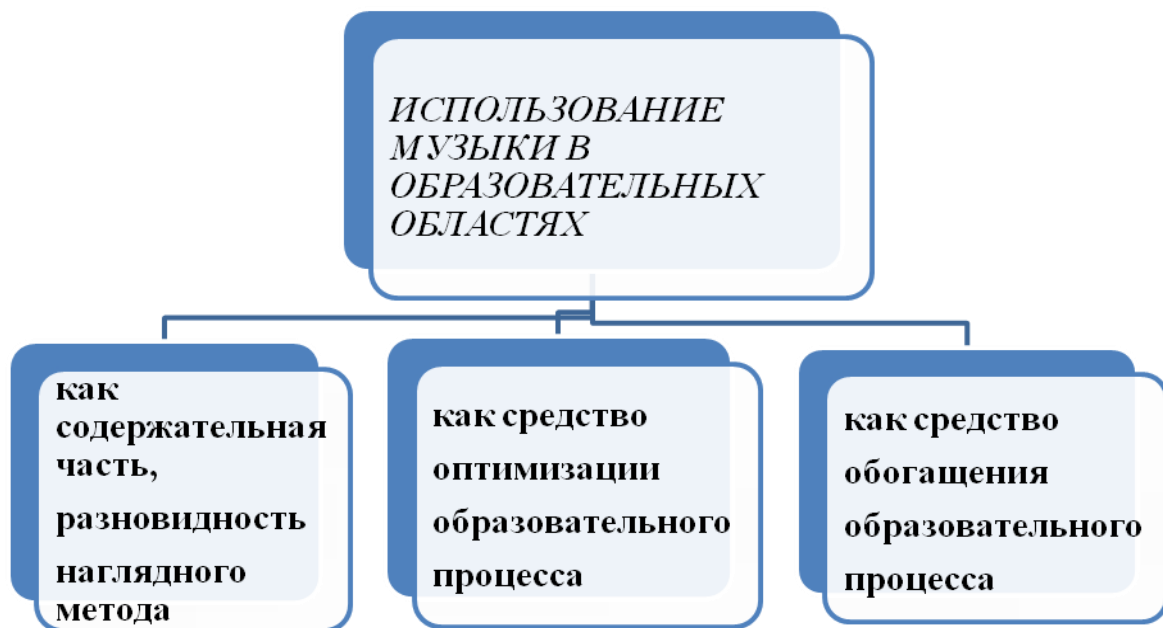 ИСПОЛЬЗОВАНИЕ
МУЗЫКИ В
ОБРАЗОВАТЕЛЬНЫХ
ОБЛАСТЯХ
как
содержательная
часть,
разновидность
наглядного
метода
как средство
оптимизации
образовательного
процесса
как средство
обогащения
образовательного
процесса